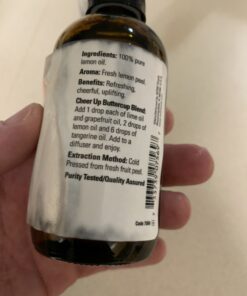 Ingredients: 100% pure
lemon oil.
Aroma: Fresh lemon peel.
Benefits: Refreshing,
cheerful, uplifting.
Cheer Up Buttercup Blend:
Add 1 drop each of lime oil
and grapefruit oil, 2 drops of
lemon oil and 6 drops of
tangerine oil. Add to a
diffuser and enjoy.
Extraction Method: Cold
Pressed from fresh fruit peel.
Purity Tested/Quality Assured.